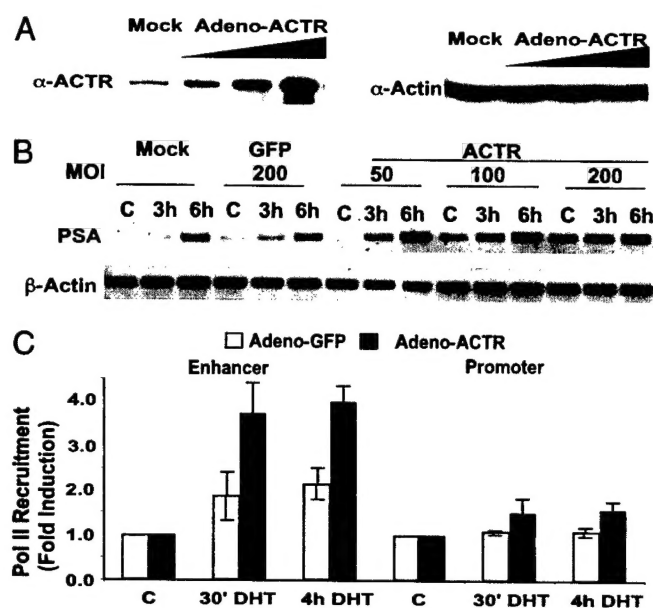 A
Mock Adeno-ACTR Mock Adeno-ACTR
α-ACTR α-Actin
B
Mock GFP ACTR
MOI 200 50 100 200
C 3h 6h C 3h 6h C 3h 6h C 3h 6h C 3h 6h
PSA
β-Actin
C
Adeno-GFP Adeno-ACTR
Enhancer Promoter
Pol II Recruitment
(Fold Induction)
4.0
3.0
2.0
1.0
0.0
C 30' DHT 4h DHT C 30' DHT 4h DHT